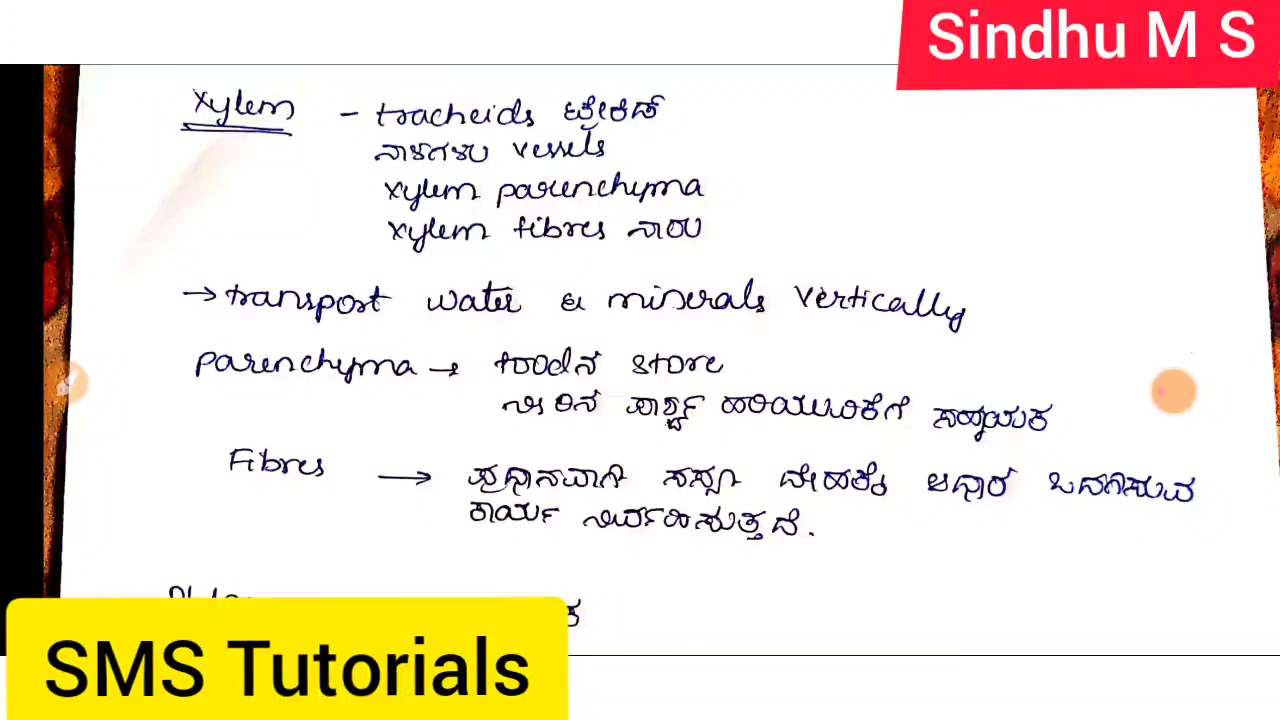 Sindhu M S
Xylem - tracheids ಟ್ರೇಕಿಡ್
ನಾಳಗಳು vessels
xylem parenchyma
xylem fibres ನಾರು
→ transport water & minerals vertically
parenchyma → foodನ store
ನೀರಿನ ಪಾರ್ಶ್ವ ಹರಿಯುವಿಕೆಗೆ ಸಹಾಯಕ
Fibres → ಪ್ರಧಾನವಾಗಿ ಸಸ್ಯ ದೇಹಕ್ಕೆ ಆಧಾರ ಒದಗಿಸುವ
ಕಾರ್ಯ ನಿರ್ವಹಿಸುತ್ತದೆ.
SMS Tutorials